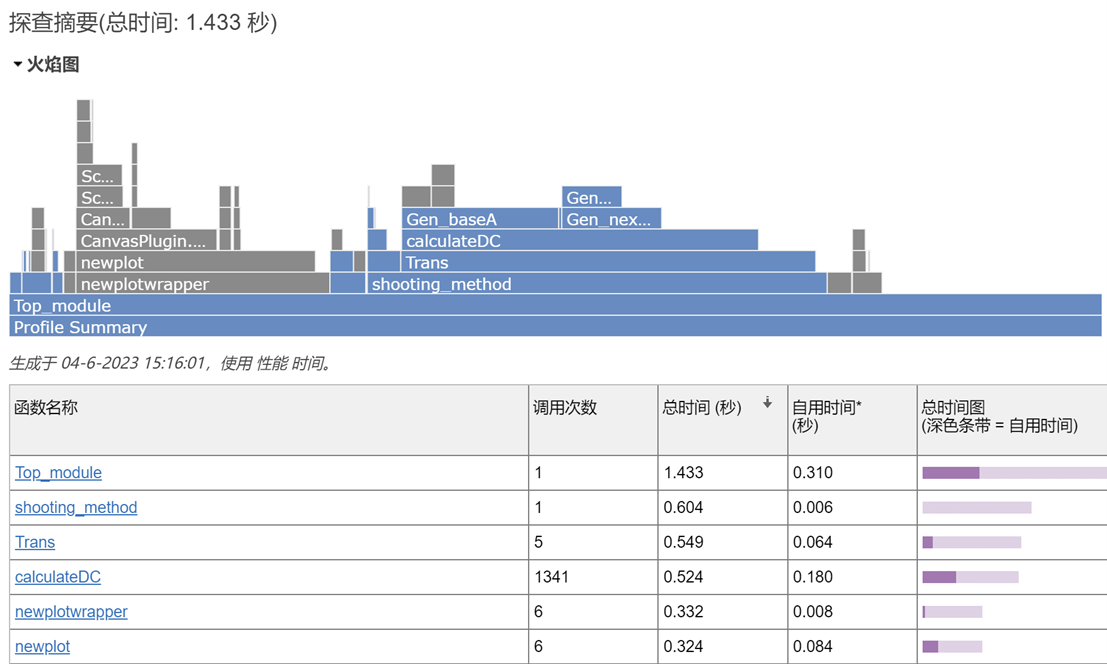 探查摘要(总时间: 1.433 秒)
火焰图
Sc...
Sc... Gen...
Can... Gen_baseA Gen_nex...
CanvasPlugin.... calculateDC
newplot Trans
newplotwrapper shooting_method
Top_module
Profile Summary
生成于 04-6-2023 15:16:01，使用 性能 时间。
函数名称 调用次数 总时间 (秒) 自用时间* 总时间图
(秒) (深色条带 = 自用时间)
Top_module 1 1.433 0.310
shooting_method 1 0.604 0.006
Trans 5 0.549 0.064
calculateDC 1341 0.524 0.180
newplotwrapper 6 0.332 0.008
newplot 6 0.324 0.084